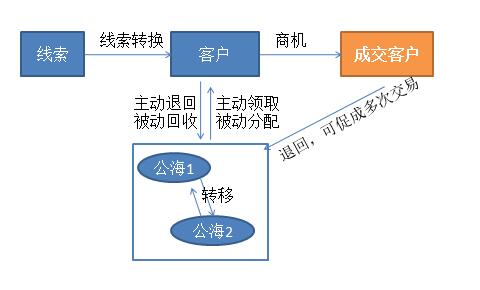 线索
线索转换
客户
商机
成交客户
主动退回
被动回收
主动领取
被动分配
退回，可促成多次交易
公海1
转移
公海2